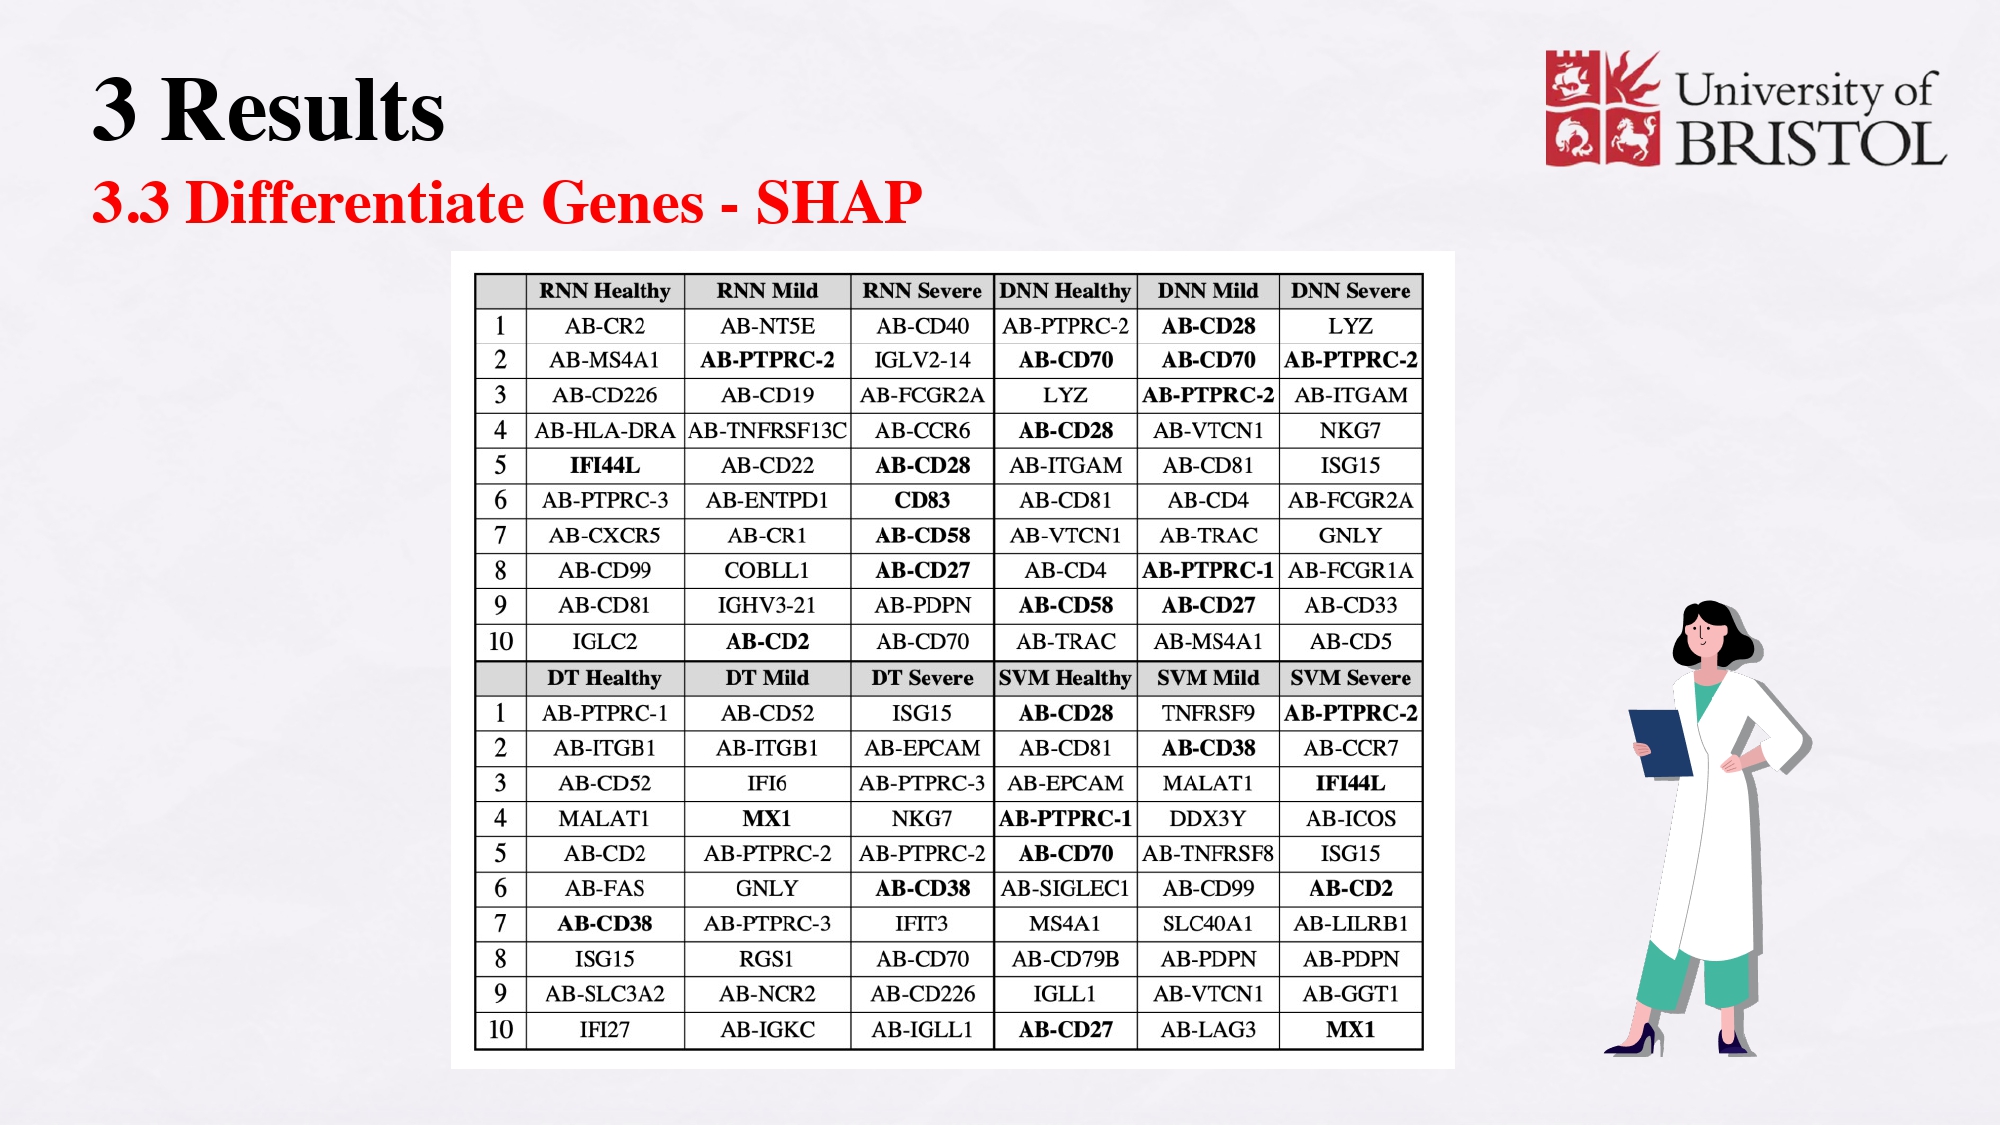 3 Results
3.3 Differentiate Genes - SHAP
University of
BRISTOL
RNN Healthy RNN Mild RNN Severe DNN Healthy DNN Mild DNN Severe
1 AB-CR2 AB-NT5E AB-CD40 AB-PTPRC-2 AB-CD28 LYZ
2 AB-MS4A1 AB-PTPRC-2 IGLV2-14 AB-CD70 AB-CD70 AB-PTPRC-2
3 AB-CD226 AB-CD19 AB-FCGR2A LYZ AB-PTPRC-2 AB-ITGAM
4 AB-HLA-DRA AB-TNFRSF13C AB-CCR6 AB-CD28 AB-VTCN1 NKG7
5 IFI44L AB-CD22 AB-CD28 AB-ITGAM AB-CD81 ISG15
6 AB-PTPRC-3 AB-ENTPD1 CD83 AB-CD81 AB-CD4 AB-FCGR2A
7 AB-CXCR5 AB-CR1 AB-CD58 AB-VTCN1 AB-TRAC GNLY
8 AB-CD99 COBLL1 AB-CD27 AB-CD4 AB-PTPRC-1 AB-FCGR1A
9 AB-CD81 IGHV3-21 AB-PDPN AB-CD58 AB-CD27 AB-CD33
10 IGLC2 AB-CD2 AB-CD70 AB-TRAC AB-MS4A1 AB-CD5
DT Healthy DT Mild DT Severe SVM Healthy SVM Mild SVM Severe
1 AB-PTPRC-1 AB-CD52 ISG15 AB-CD28 TNFRSF9 AB-PTPRC-2
2 AB-ITGB1 AB-ITGB1 AB-EPCAM AB-CD81 AB-CD38 AB-CCR7
3 AB-CD52 IFI6 AB-PTPRC-3 AB-EPCAM MALAT1 IFI44L
4 MALAT1 MX1 NKG7 AB-PTPRC-1 DDX3Y AB-ICOS
5 AB-CD2 AB-PTPRC-2 AB-PTPRC-2 AB-CD70 AB-TNFRSF8 ISG15
6 AB-FAS GNLY AB-CD38 AB-SIGLEC1 AB-CD99 AB-CD2
7 AB-CD38 AB-PTPRC-3 IFIT3 MS4A1 SLC40A1 AB-LILRB1
8 ISG15 RGS1 AB-CD70 AB-CD79B AB-PDPN AB-PDPN
9 AB-SLC3A2 AB-NCR2 AB-CD226 IGLL1 AB-VTCN1 AB-GGT1
10 IFI27 AB-IGKC AB-IGLL1 AB-CD27 AB-LAG3 MX1